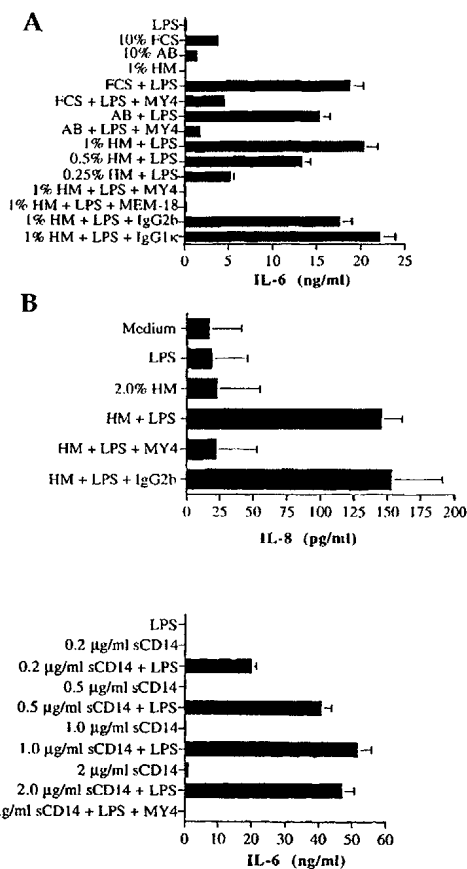 A
LPS
10% FCS
10% AB
1% HM
FCS + LPS
FCS + LPS + MY4
AB + LPS
AB + LPS + MY4
1% HM + LPS
0.5% HM + LPS
0.25% HM + LPS
1% HM + LPS + MY4
1% HM + LPS + MEM-18
1% HM + LPS + IgG2b
1% HM + LPS + IgG1κ
0 5 10 15 20 25
IL-6 (ng/ml)
B
Medium
LPS
2.0% HM
HM + LPS
HM + LPS + MY4
HM + LPS + IgG2b
0 25 50 75 100 125 150 175 200
IL-8 (pg/ml)
LPS
0.2 µg/ml sCD14
0.2 µg/ml sCD14 + LPS
0.5 µg/ml sCD14
0.5 µg/ml sCD14 + LPS
1.0 µg/ml sCD14
1.0 µg/ml sCD14 + LPS
2 µg/ml sCD14
2.0 µg/ml sCD14 + LPS
µg/ml sCD14 + LPS + MY4
0 10 20 30 40 50 60
IL-6 (ng/ml)